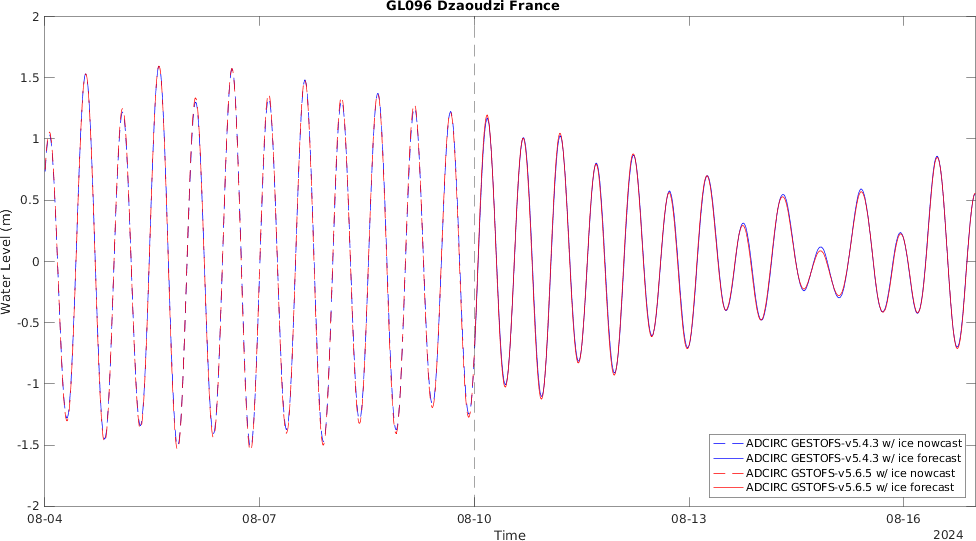 GL096 Dzaoudzi France
2
1.5
1
0.5
0
-0.5
-1
-1.5
-2
Water Level (m)
ADCIRC GESTOFS-v5.4.3 w/ ice nowcast
ADCIRC GESTOFS-v5.4.3 w/ ice forecast
ADCIRC GSTOFS-v5.6.5 w/ ice nowcast
ADCIRC GSTOFS-v5.6.5 w/ ice forecast
08-04 08-07 08-10 08-13 08-16
Time
2024